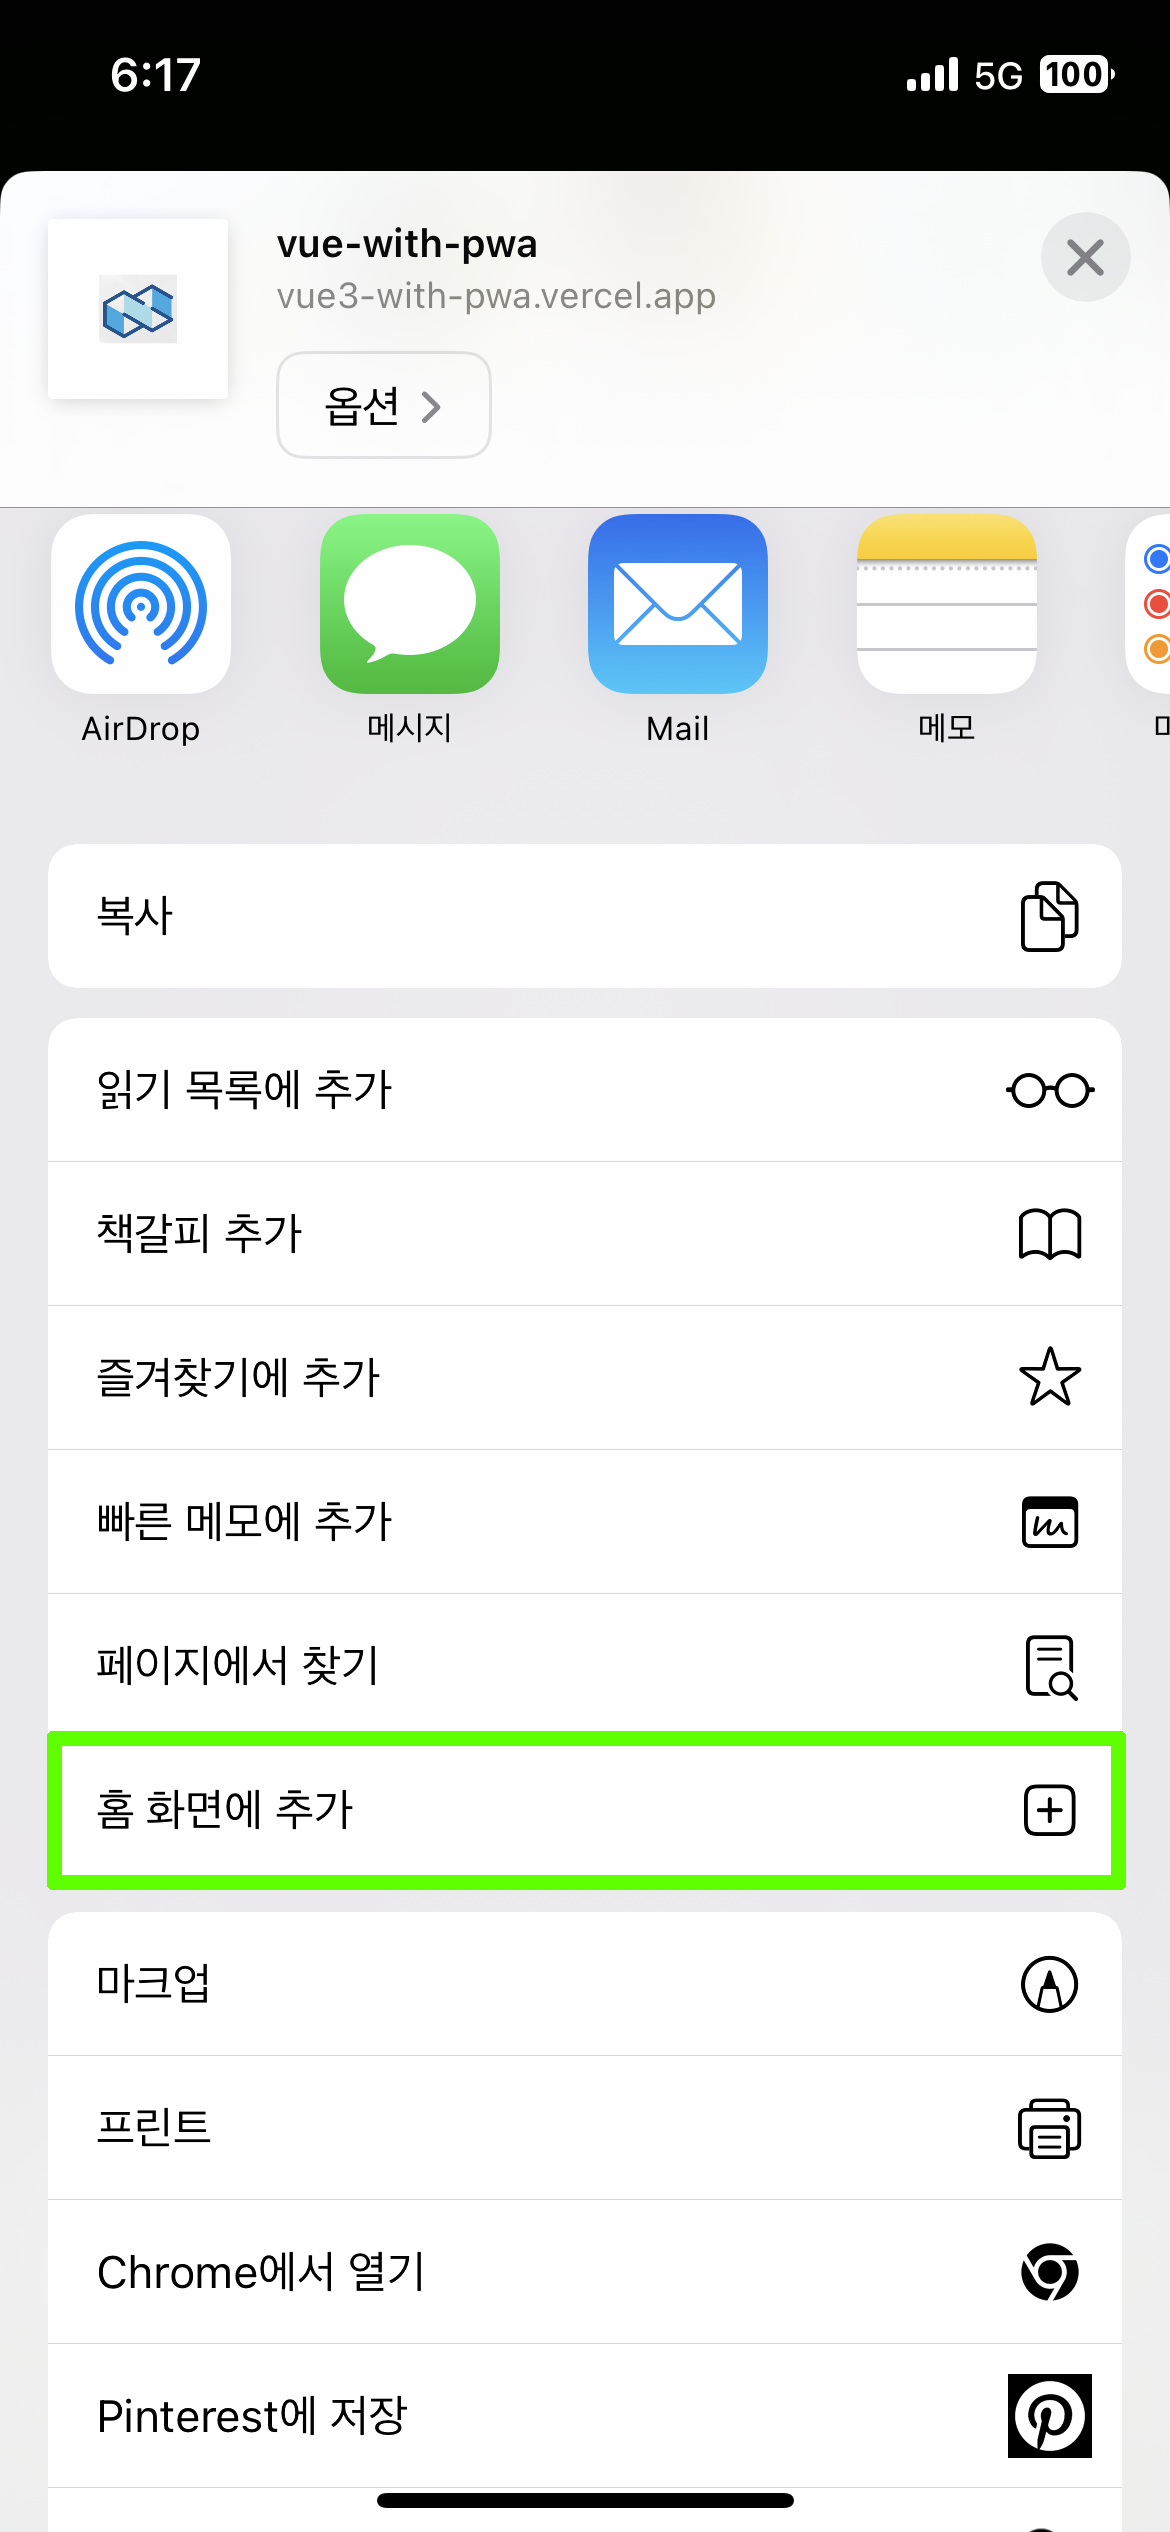 6:17
5G 100
vue-with-pwa
vue3-with-pwa.vercel.app
옵션
AirDrop
메시지
Mail
메모
복사
읽기 목록에 추가
책갈피 추가
즐겨찾기에 추가
빠른 메모에 추가
페이지에서 찾기
홈 화면에 추가
마크업
프린트
Chrome에서 열기
Pinterest에 저장